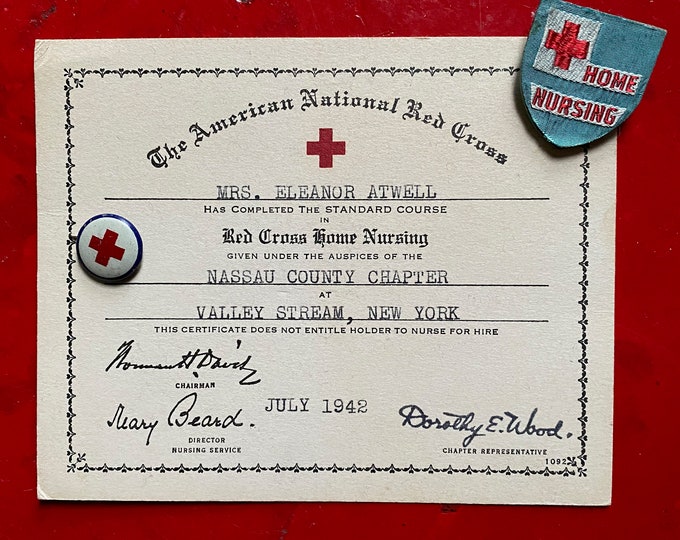 The American National Red Cross
HOME
NURSING
MRS. ELEANOR ATWELL
HAS COMPLETED THE STANDARD COURSE
IN
Red Cross Home Nursing
GIVEN UNDER THE AUSPICES OF THE
NASSAU COUNTY CHAPTER
AT
VALLEY STREAM, NEW YORK
THIS CERTIFICATE DOES NOT ENTITLE HOLDER TO NURSE FOR HIRE
Norman H. Davis
CHAIRMAN
JULY 1942
Mary Beard.
DIRECTOR
NURSING SERVICE
Dorothy E. Wood.
CHAPTER REPRESENTATIVE
1092